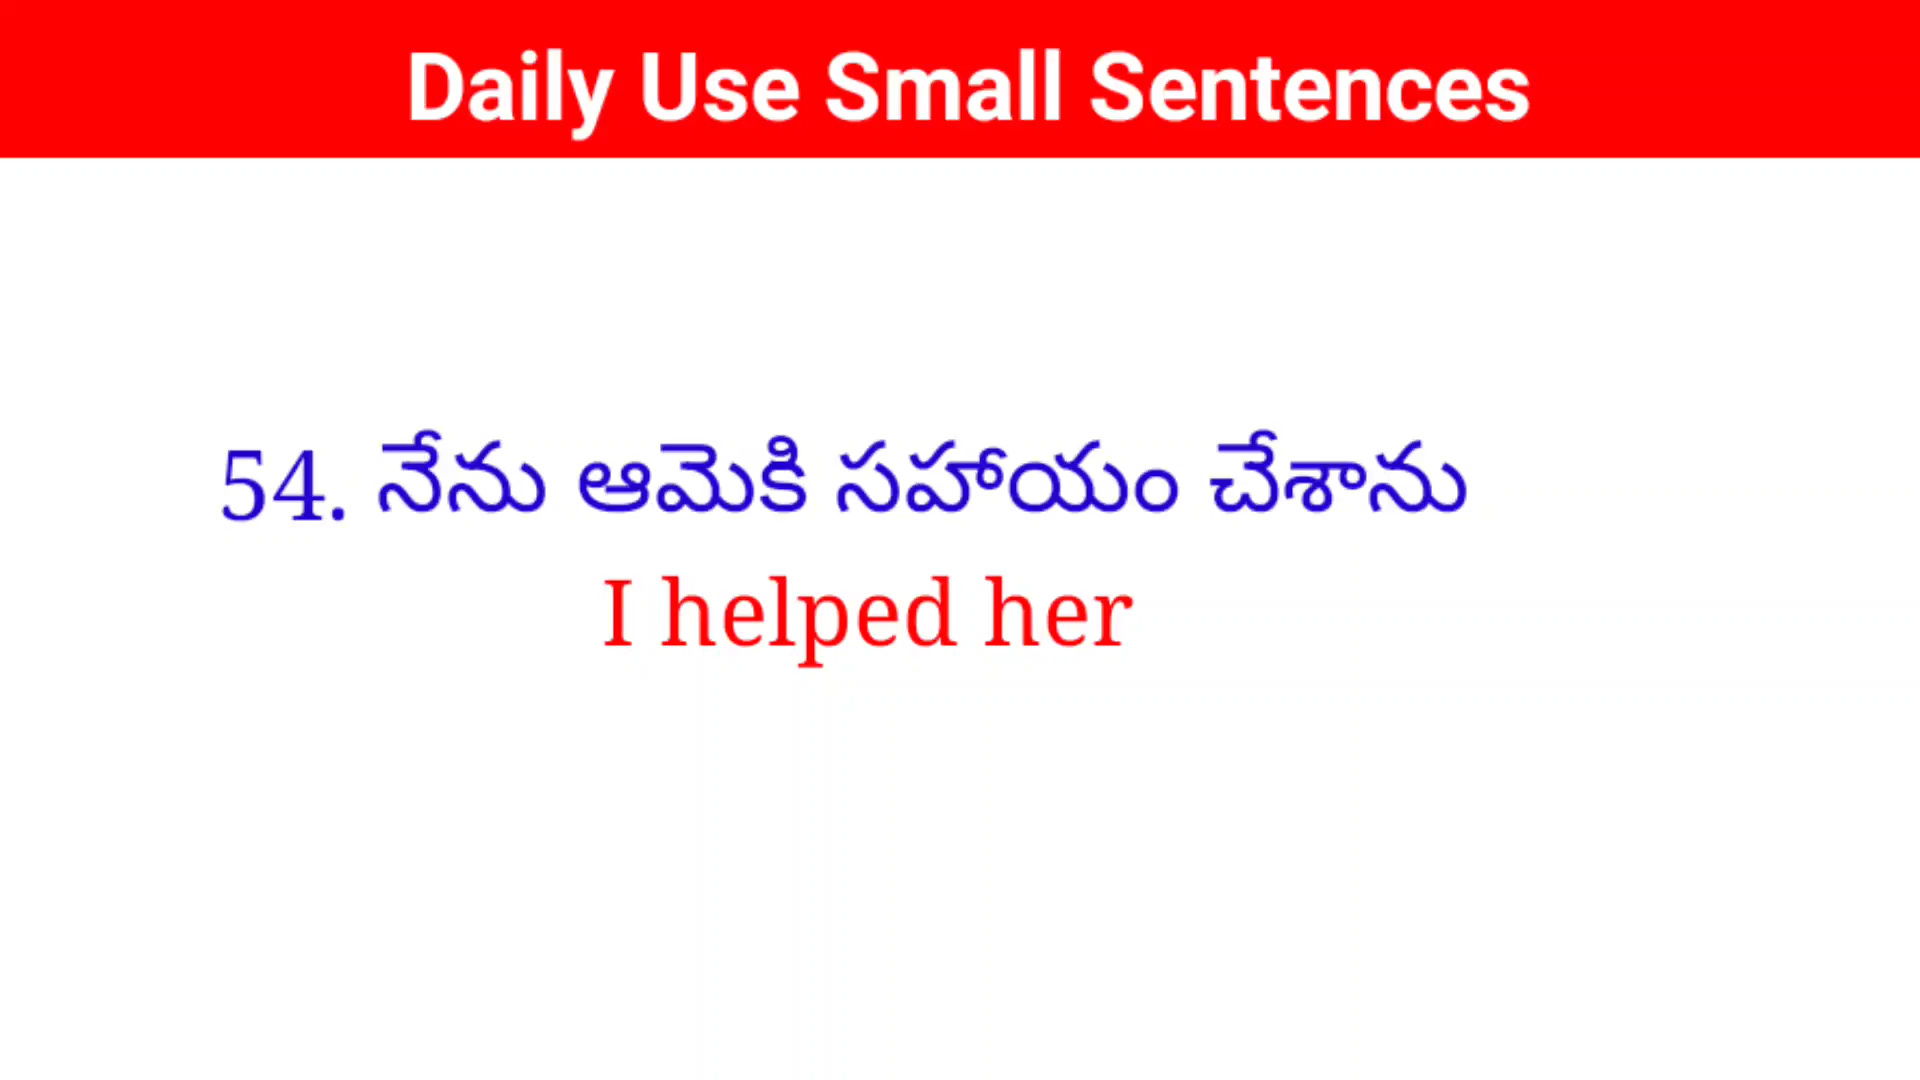 Daily Use Small Sentences
54. నేను ఆమెకి సహాయం చేశాను
I helped her